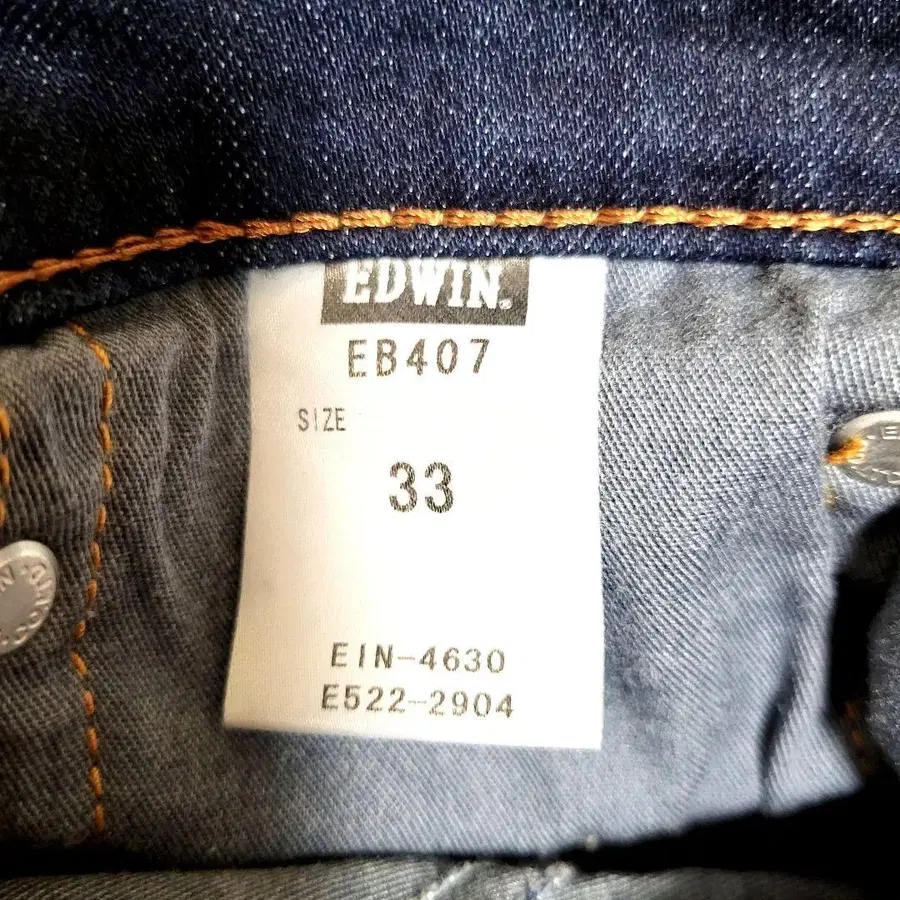 EDWIN.
EB407
SIZE
33
EIN-4630
E522-2904